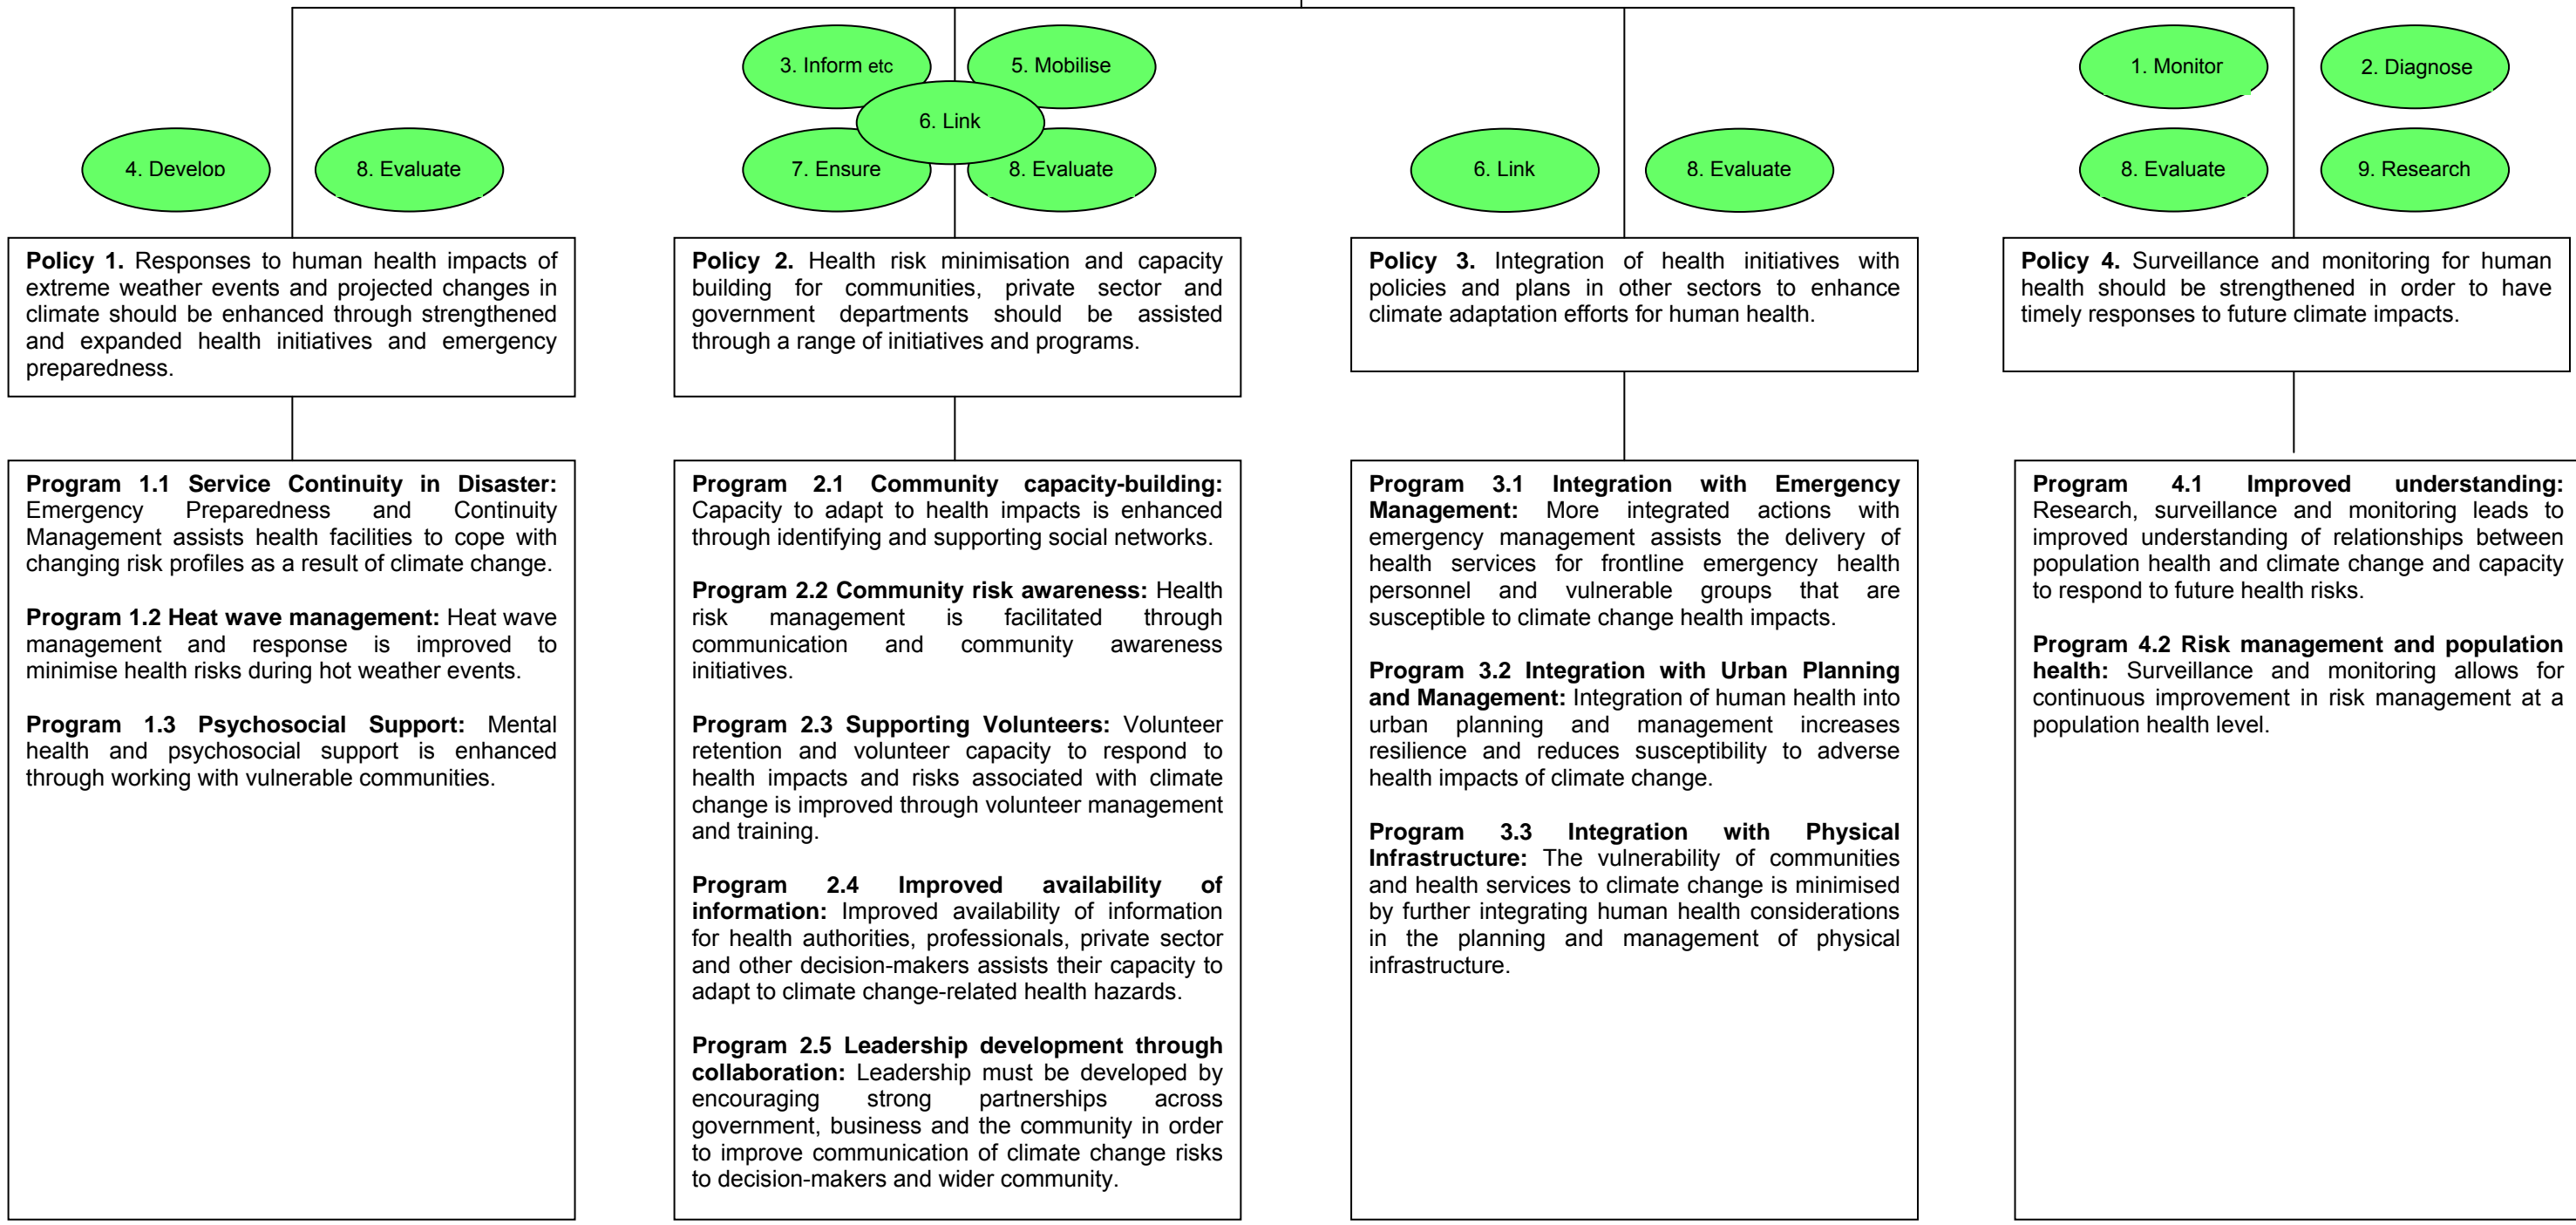 3. Inform etc
5. Mobilise
6. Link
7. Ensure
8. Evaluate
1. Monitor
2. Diagnose
4. Develop
8. Evaluate
6. Link
8. Evaluate
8. Evaluate
9. Research
Policy 1. Responses to human health impacts of
extreme weather events and projected changes in
climate should be enhanced through strengthened
and expanded health initiatives and emergency
preparedness.
Policy 2. Health risk minimisation and capacity
building for communities, private sector and
government departments should be assisted
through a range of initiatives and programs.
Policy 3. Integration of health initiatives with
policies and plans in other sectors to enhance
climate adaptation efforts for human health.
Policy 4. Surveillance and monitoring for human
health should be strengthened in order to have
timely responses to future climate impacts.
Program 1.1 Service Continuity in Disaster:
Emergency Preparedness and Continuity
Management assists health facilities to cope with
changing risk profiles as a result of climate change.
Program 1.2 Heat wave management: Heat wave
management and response is improved to
minimise health risks during hot weather events.
Program 1.3 Psychosocial Support: Mental
health and psychosocial support is enhanced
through working with vulnerable communities.
Program 2.1 Community capacity-building:
Capacity to adapt to health impacts is enhanced
through identifying and supporting social networks.
Program 2.2 Community risk awareness: Health
risk management is facilitated through
communication and community awareness
initiatives.
Program 2.3 Supporting Volunteers: Volunteer
retention and volunteer capacity to respond to
health impacts and risks associated with climate
change is improved through volunteer management
and training.
Program 2.4 Improved availability of
information: Improved availability of information
for health authorities, professionals, private sector
and other decision-makers assists their capacity to
adapt to climate change-related health hazards.
Program 2.5 Leadership development through
collaboration: Leadership must be developed by
encouraging strong partnerships across
government, business and the community in order
to improve communication of climate change risks
to decision-makers and wider community.
Program 3.1 Integration with Emergency
Management: More integrated actions with
emergency management assists the delivery of
health services for frontline emergency health
personnel and vulnerable groups that are
susceptible to climate change health impacts.
Program 3.2 Integration with Urban Planning
and Management: Integration of human health into
urban planning and management increases
resilience and reduces susceptibility to adverse
health impacts of climate change.
Program 3.3 Integration with Physical
Infrastructure: The vulnerability of communities
and health services to climate change is minimised
by further integrating human health considerations
in the planning and management of physical
infrastructure.
Program 4.1 Improved understanding:
Research, surveillance and monitoring leads to
improved understanding of relationships between
population health and climate change and capacity
to respond to future health risks.
Program 4.2 Risk management and population
health: Surveillance and monitoring allows for
continuous improvement in risk management at a
population health level.